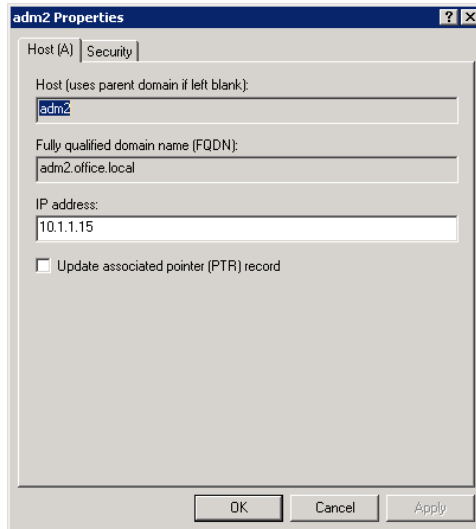 adm2 Properties
Host (A)
Security
Host (uses parent domain if left blank):
adm2
Fully qualified domain name (FQDN):
adm2.office.local
IP address:
10.1.1.15
Update associated pointer (PTR) record
OK
Cancel
Apply